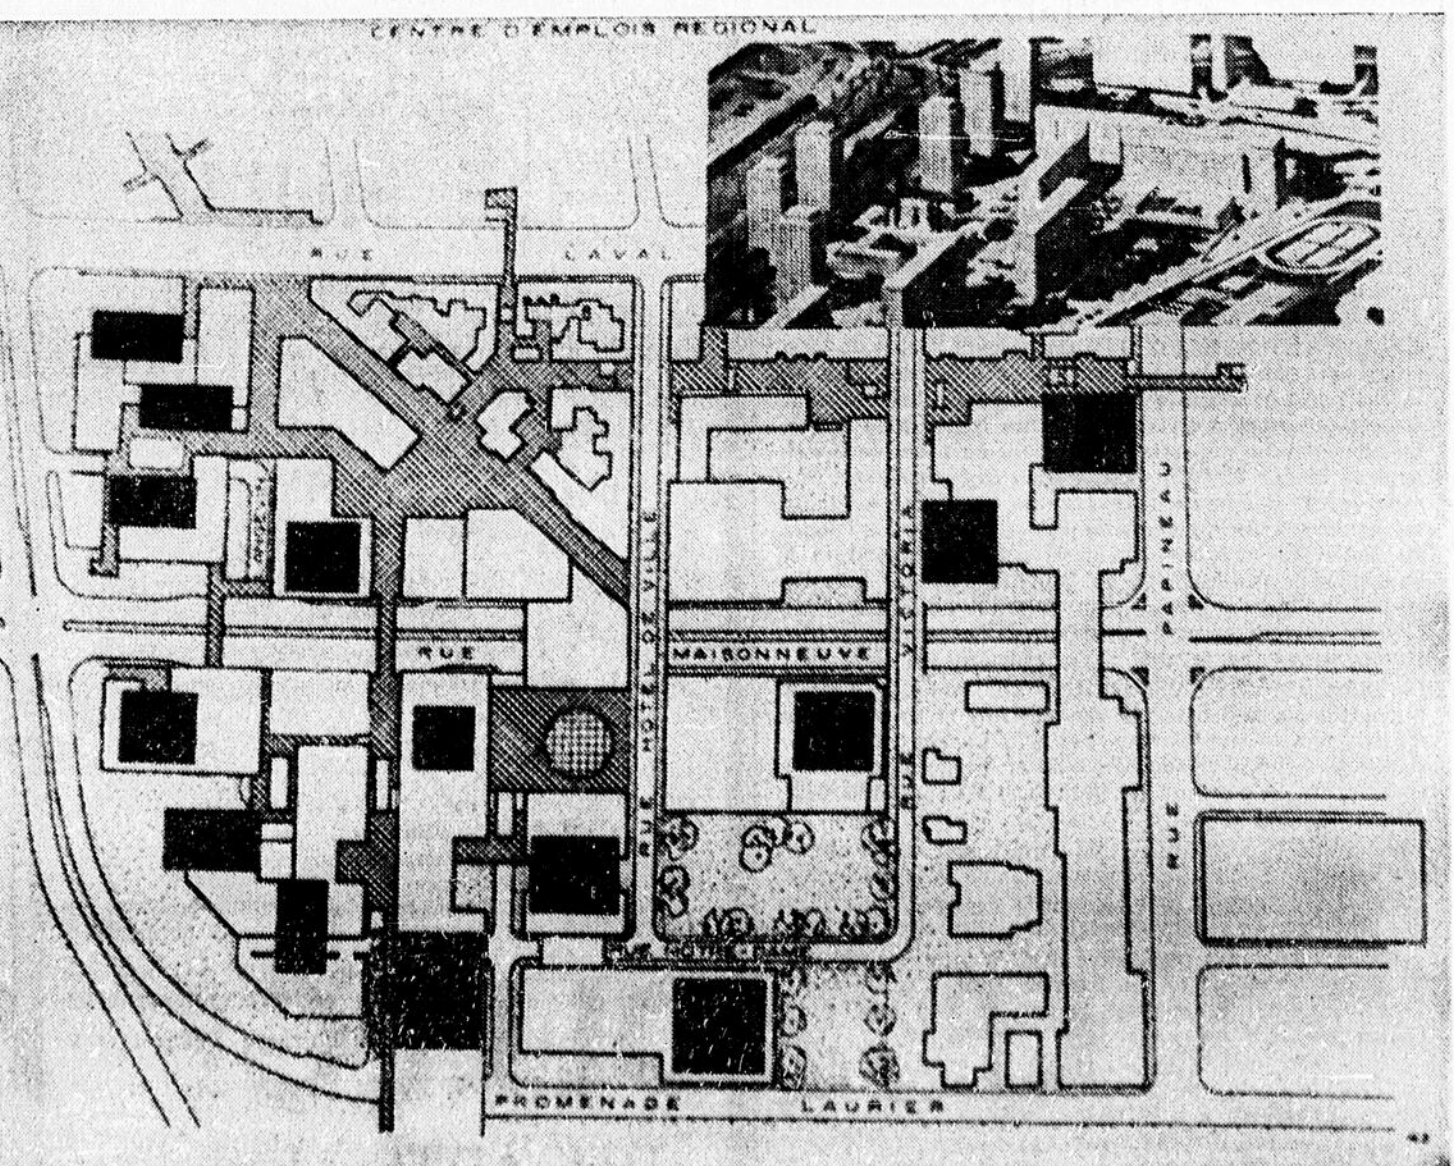 CENTRE D'EMPLOIS REGIONAL
RUE LAVAL
RUE HOTEL DE VILLE
RUE VICTORIA
RUE PAPINEAU
RUE MAISONNEUVE
PROMENADE LAURIER